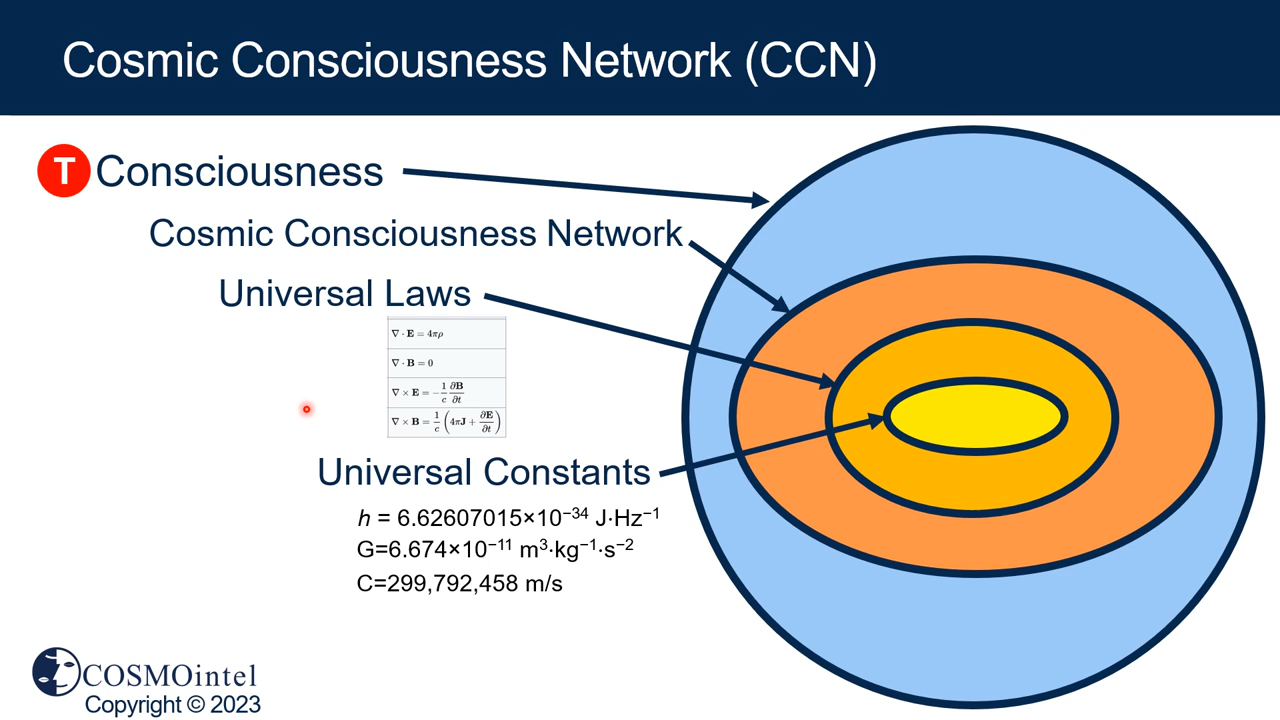 Cosmic Consciousness Network (CCN)
T Consciousness
Cosmic Consciousness Network
Universal Laws
∇ · E = 4πρ
∇ · B = 0
∇ × E = −(1/c) ∂B/∂t
∇ × B = (1/c) (4πJ + ∂E/∂t)
Universal Constants
h = 6.62607015×10⁻³⁴ J·Hz⁻¹
G=6.674×10⁻¹¹ m³·kg⁻¹·s⁻²
C=299,792,458 m/s
COSMOintel
Copyright © 2023